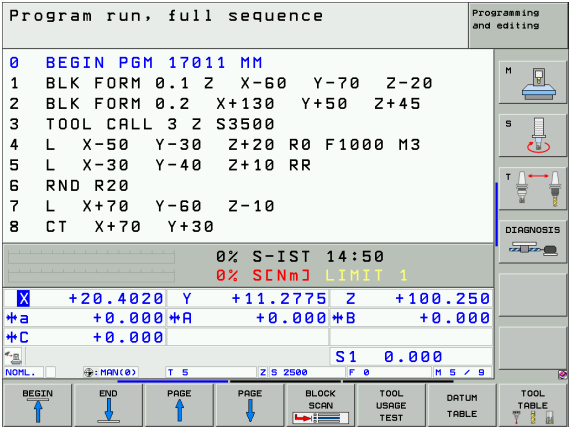 Program run, full sequence
Programming and editing
0 BEGIN PGM 17011 MM
1 BLK FORM 0.1 Z X-60 Y-70 Z-20
2 BLK FORM 0.2 X+130 Y+50 Z+45
3 TOOL CALL 3 Z S3500
4 L X-50 Y-30 Z+20 R0 F1000 M3
5 L X-30 Y-40 Z+10 RR
6 RND R20
7 L X+70 Y-60 Z-10
8 CT X+70 Y+30
M
S
T
DIAGNOSIS
0% S-IST 14:50
0% S[Nm] LIMIT 1
X +20.4020 Y +11.2775 Z +100.250
a +0.000 A +0.000 B +0.000
C +0.000
S1 0.000
NOML. : MAN(0) T 5 Z S 2500 F 0 M 5 / 9
BEGIN
END
PAGE
PAGE
BLOCK SCAN
TOOL USAGE TEST
DATUM TABLE
TOOL TABLE